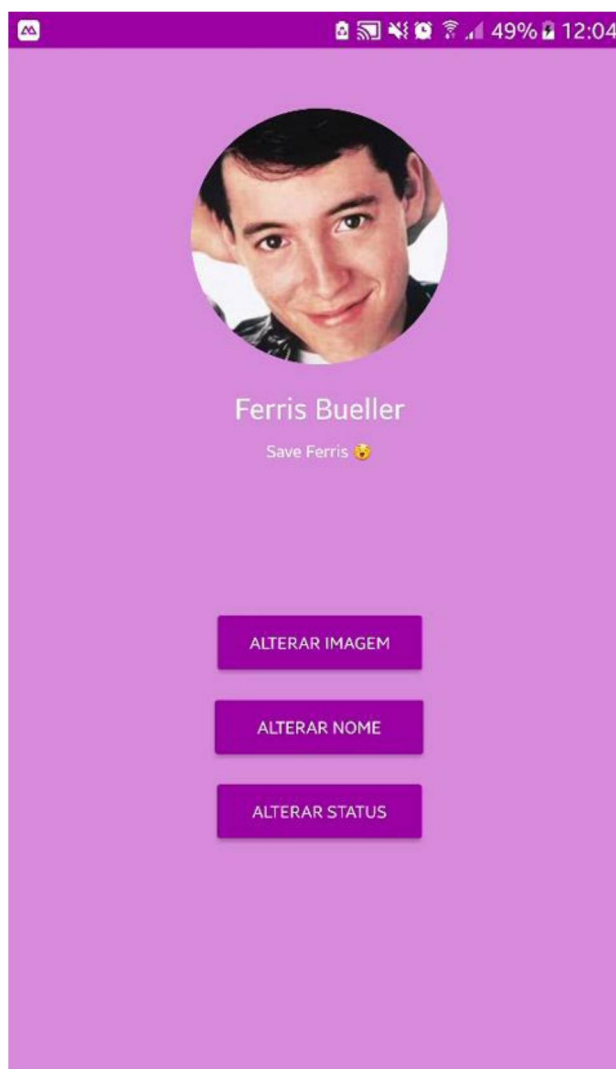 49% 12:04
Ferris Bueller
Save Ferris 😵
ALTERAR IMAGEM
ALTERAR NOME
ALTERAR STATUS